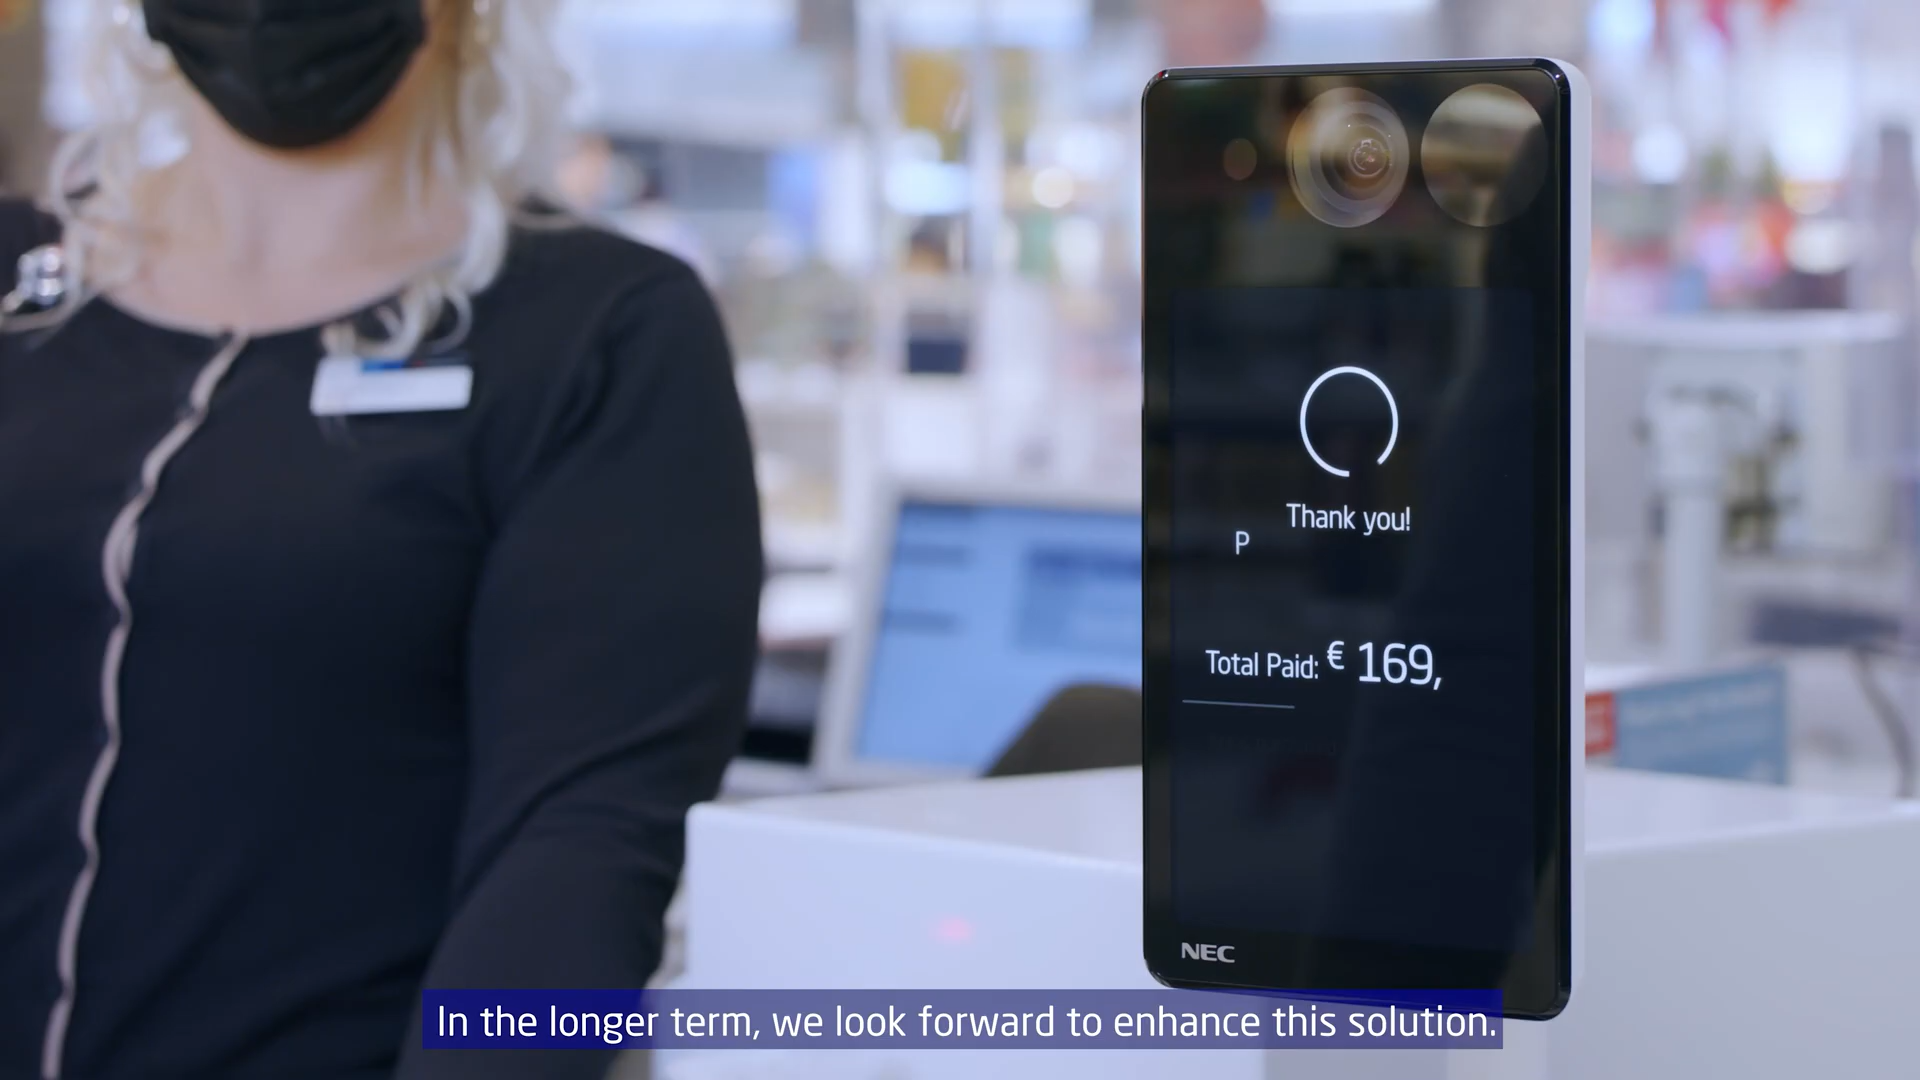 Thank you!
P
Total Paid: € 169,
NEC
In the longer term, we look forward to enhance this solution.